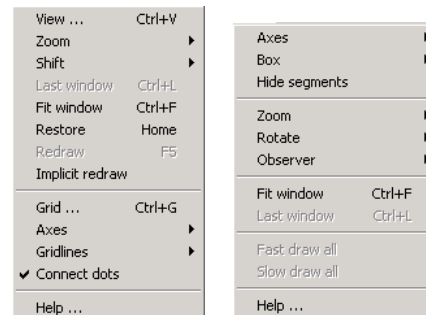 View ... Ctrl+V
Zoom
Shift
Last window Ctrl+L
Fit window Ctrl+F
Restore Home
Redraw F5
Implicit redraw
Grid ... Ctrl+G
Axes
Gridlines
Connect dots
Help ...
Axes
Box
Hide segments
Zoom
Rotate
Observer
Fit window Ctrl+F
Last window Ctrl+L
Fast draw all
Slow draw all
Help ...